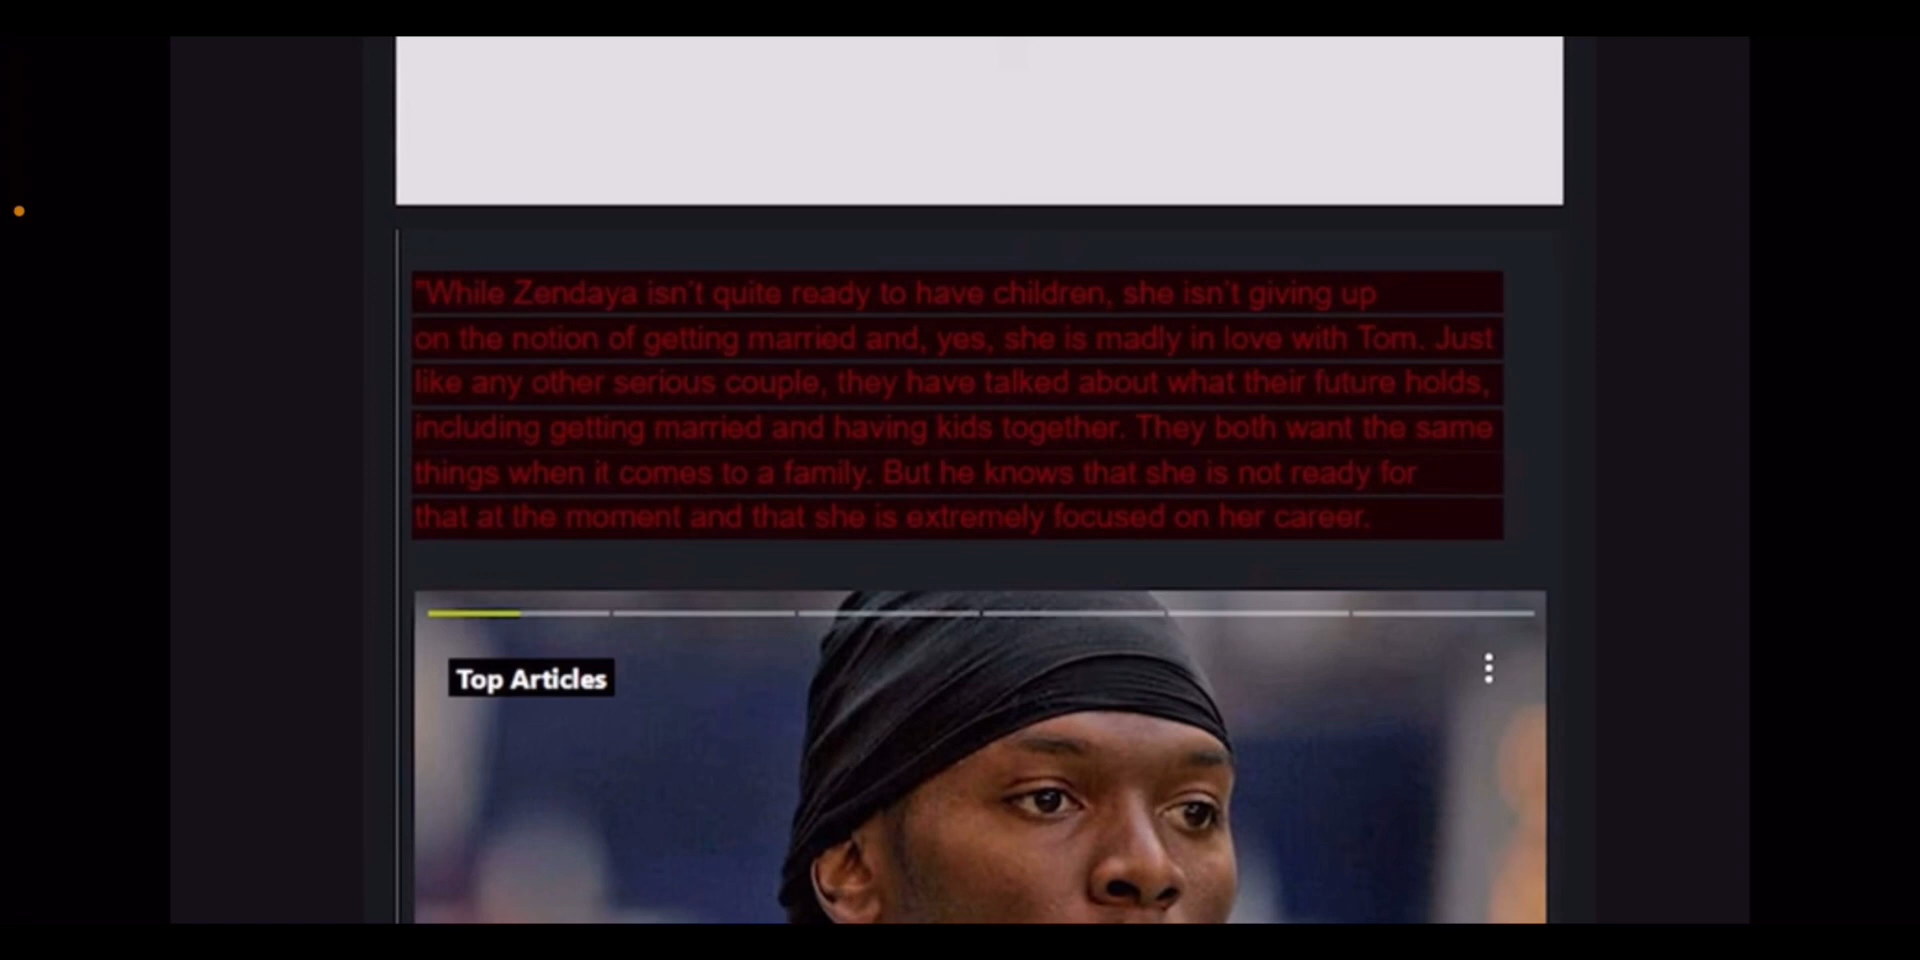 "While Zendaya isn't quite ready to have children, she isn't giving up
on the notion of getting married and, yes, she is madly in love with Tom. Just
like any other serious couple, they have talked about what their future holds,
including getting married and having kids together. They both want the same
things when it comes to a family. But he knows that she is not ready for
that at the moment and that she is extremely focused on her career.
Top Articles